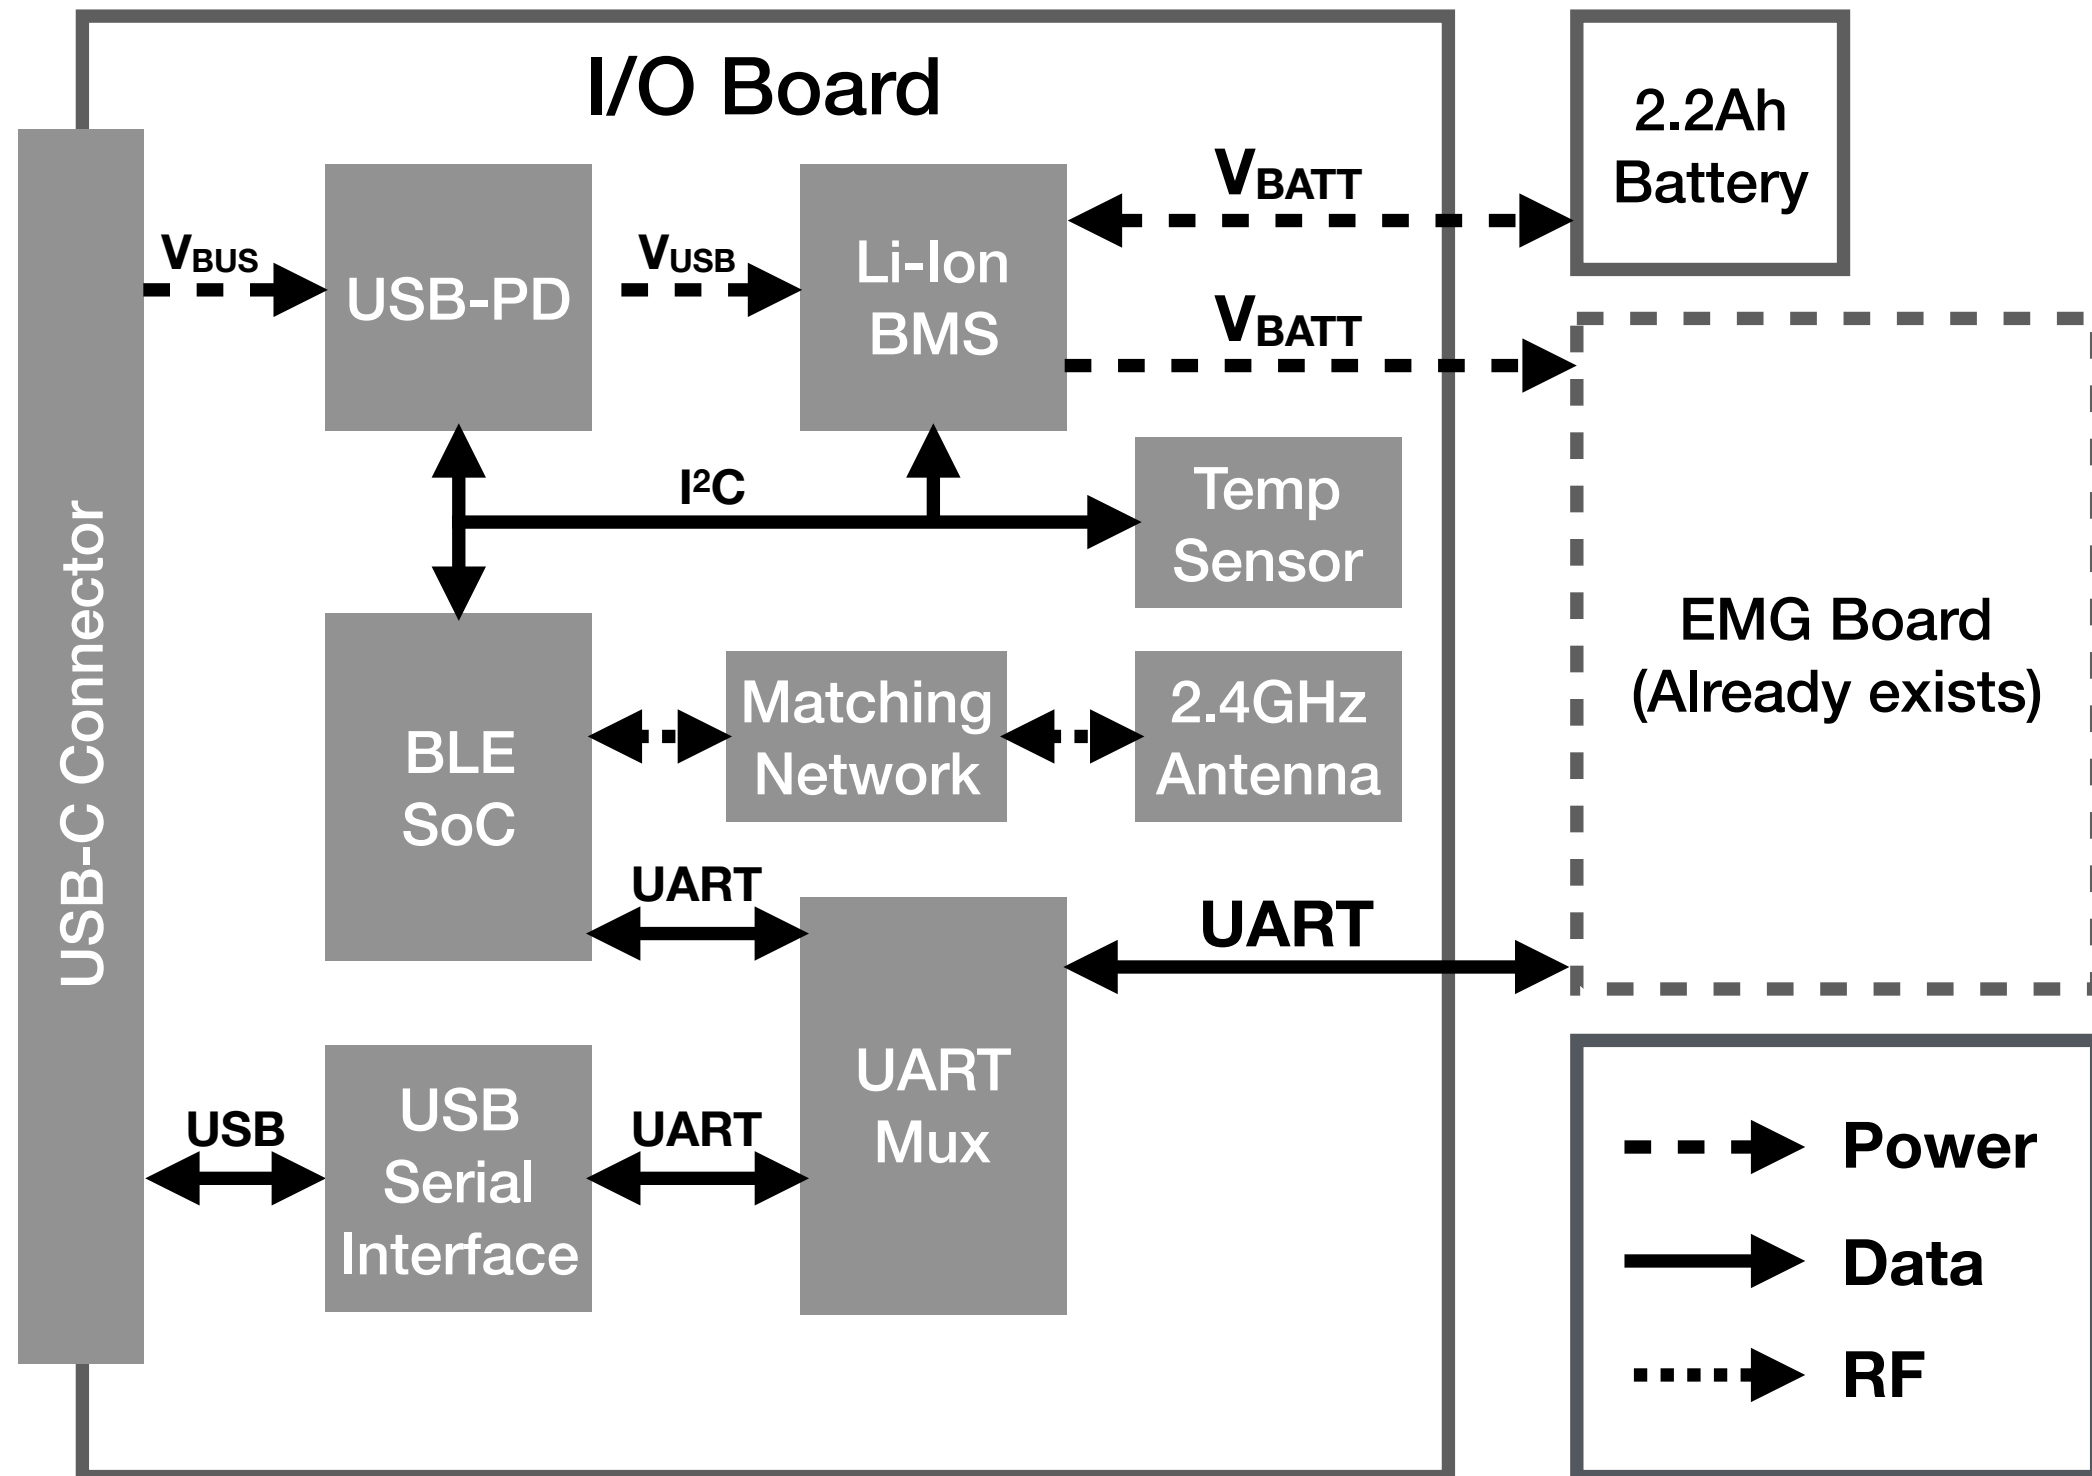 I/O Board
USB-C Connector
VBUS
USB-PD
VUSB
Li-Ion
BMS
VBATT
2.2Ah
Battery
VBATT
I²C
Temp
Sensor
EMG Board
(Already exists)
BLE
SoC
Matching
Network
2.4GHz
Antenna
UART
UART
UART
Mux
USB
USB
Serial
Interface
UART
Power
Data
RF